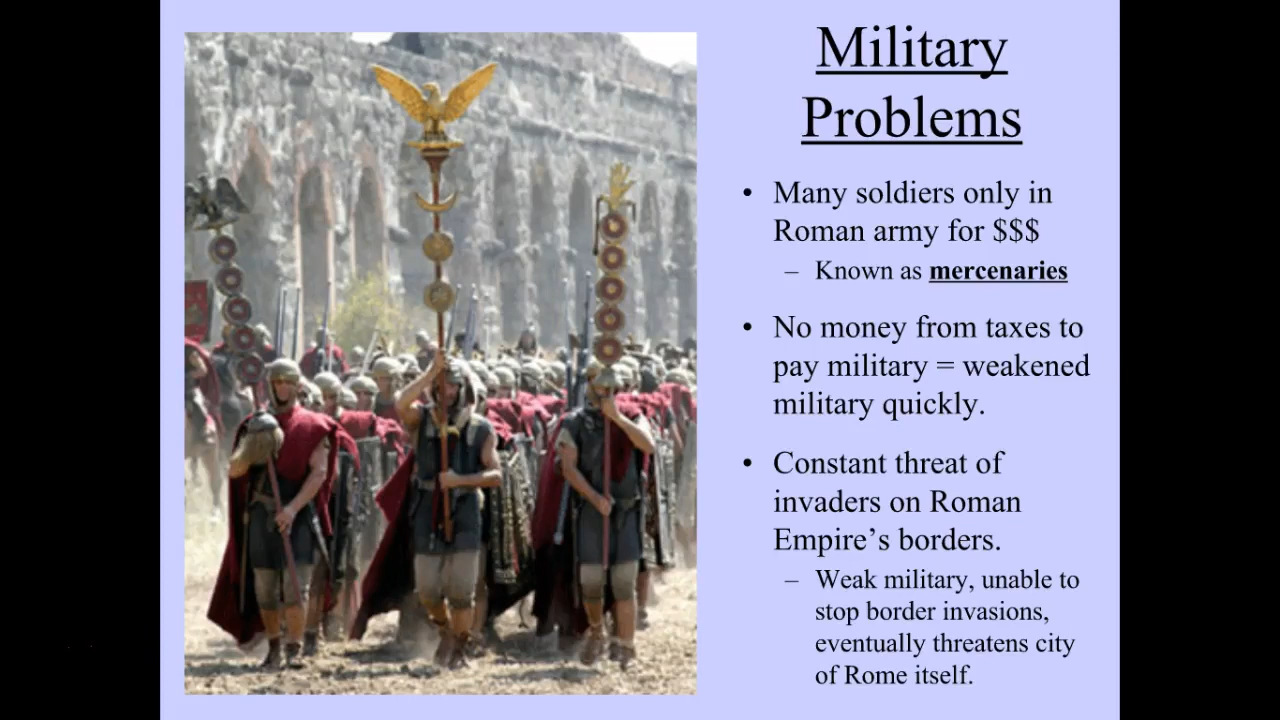 Military
Problems
• Many soldiers only in
Roman army for $$$
– Known as mercenaries
• No money from taxes to
pay military = weakened
military quickly.
• Constant threat of
invaders on Roman
Empire’s borders.
– Weak military, unable to
stop border invasions,
eventually threatens city
of Rome itself.